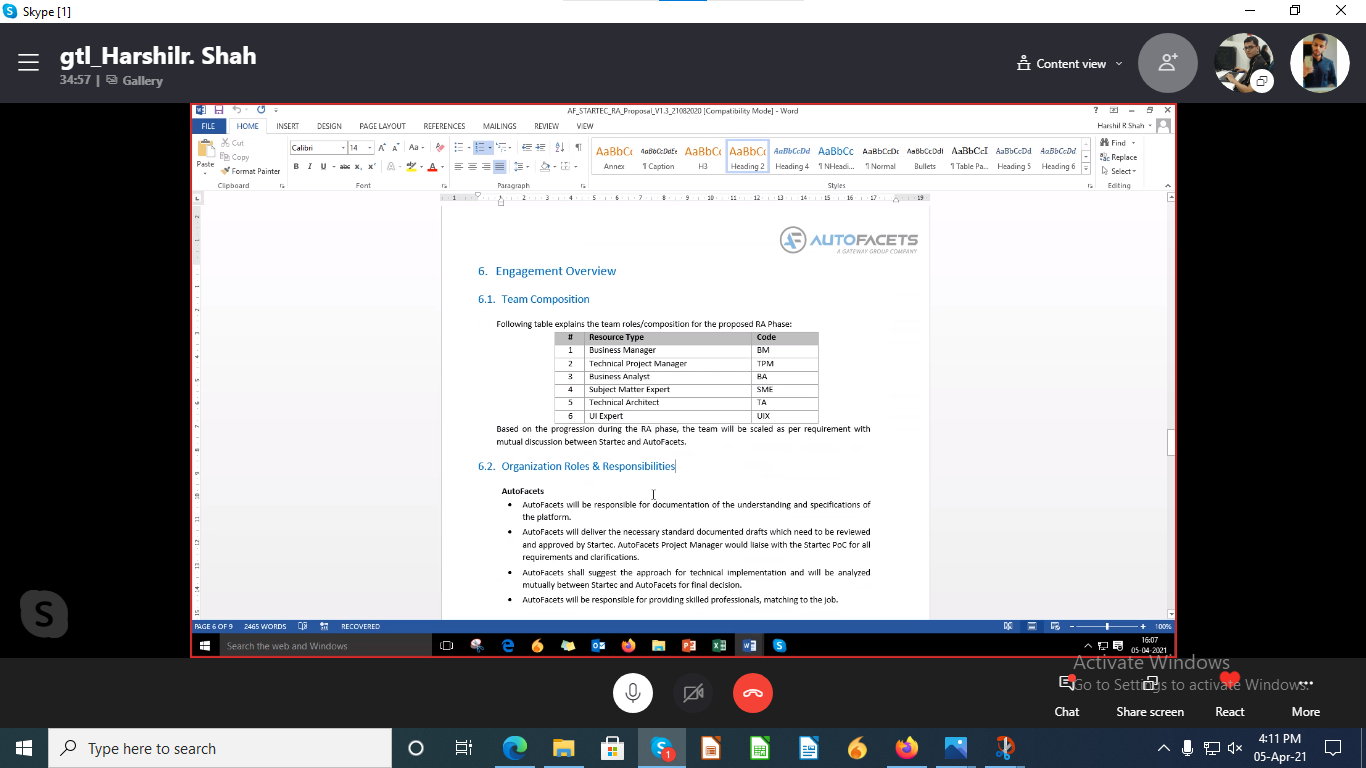 Skype [1]
gtl_Harshilr. Shah
34:57 | Gallery
Content view
AF_STARTEC_RA_Proposal_V1.3_21082020 [Compatibility Mode] - Word
FILE HOME INSERT DESIGN PAGE LAYOUT REFERENCES MAILINGS REVIEW VIEW
Harshil R Shah
Paste
Cut
Copy
Format Painter
Calibri 14
AaBbCc AaBbCcDdEe AaBbCc AaBbCc AaBbCcDd AaBbCc AaBbCcDc AaBbCcDdI AaBbCcI AaBbCcDd AaBbCcDd
Annex ¶ Caption H3 Heading 2 Heading 4 ¶ NHeadi... ¶ Normal Bullets ¶ Table Pa... Heading 5 Heading 6
Find
Replace
Select
Clipboard Font Paragraph Styles Editing
AUTOFACETS
A GATEWAY GROUP COMPANY
6. Engagement Overview
6.1. Team Composition
Following table explains the team roles/composition for the proposed RA Phase:
# Resource Type Code
1 Business Manager BM
2 Technical Project Manager TPM
3 Business Analyst BA
4 Subject Matter Expert SME
5 Technical Architect TA
6 UI Expert UIX
Based on the progression during the RA phase, the team will be scaled as per requirement with
mutual discussion between Startec and AutoFacets.
6.2. Organization Roles & Responsibilities
AutoFacets
• AutoFacets will be responsible for documentation of the understanding and specifications of
the platform.
• AutoFacets will deliver the necessary standard documented drafts which need to be reviewed
and approved by Startec. AutoFacets Project Manager would liaise with the Startec PoC for all
requirements and clarifications.
• AutoFacets shall suggest the approach for technical implementation and will be analyzed
mutually between Startec and AutoFacets for final decision.
• AutoFacets will be responsible for providing skilled professionals, matching to the job.
PAGE 6 OF 9 2465 WORDS RECOVERED 100%
Search the web and Windows
16:07
05-04-2021
Activate Windows
Go to Settings to activate Windows.
Chat Share screen React More
Type here to search
4:11 PM
05-Apr-21